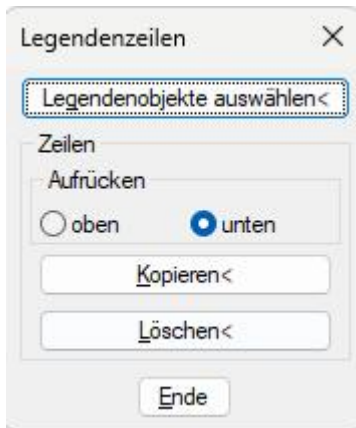 Legendenzeilen
Legendenobjekte auswählen<
Zeilen
Aufrücken
oben unten
Kopieren<
Löschen<
Ende